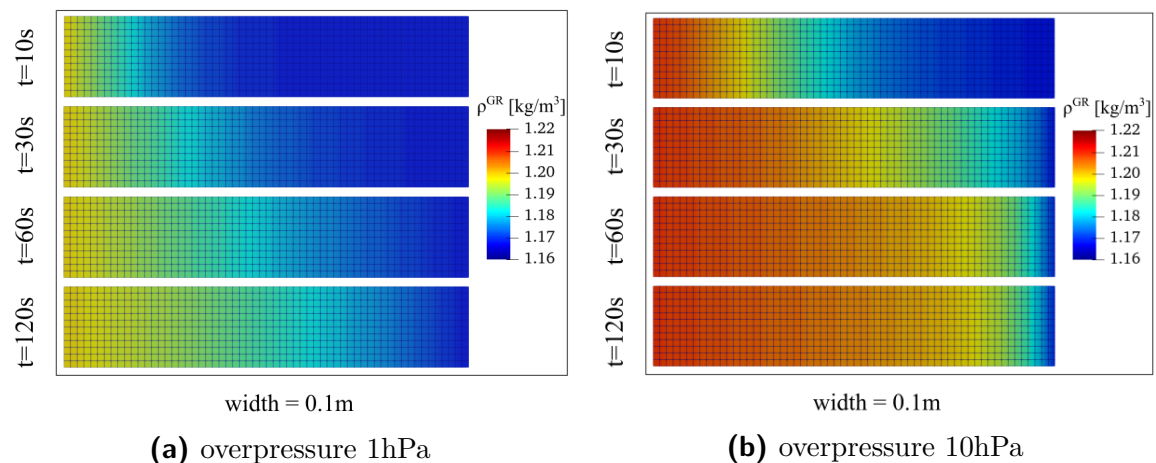 t=10s
t=30s
t=60s
t=120s
ρ^GR [kg/m³]
1.22
1.21
1.20
1.19
1.18
1.17
1.16
width = 0.1m
(a) overpressure 1hPa
t=10s
t=30s
t=60s
t=120s
ρ^GR [kg/m³]
1.22
1.21
1.20
1.19
1.18
1.17
1.16
width = 0.1m
(b) overpressure 10hPa